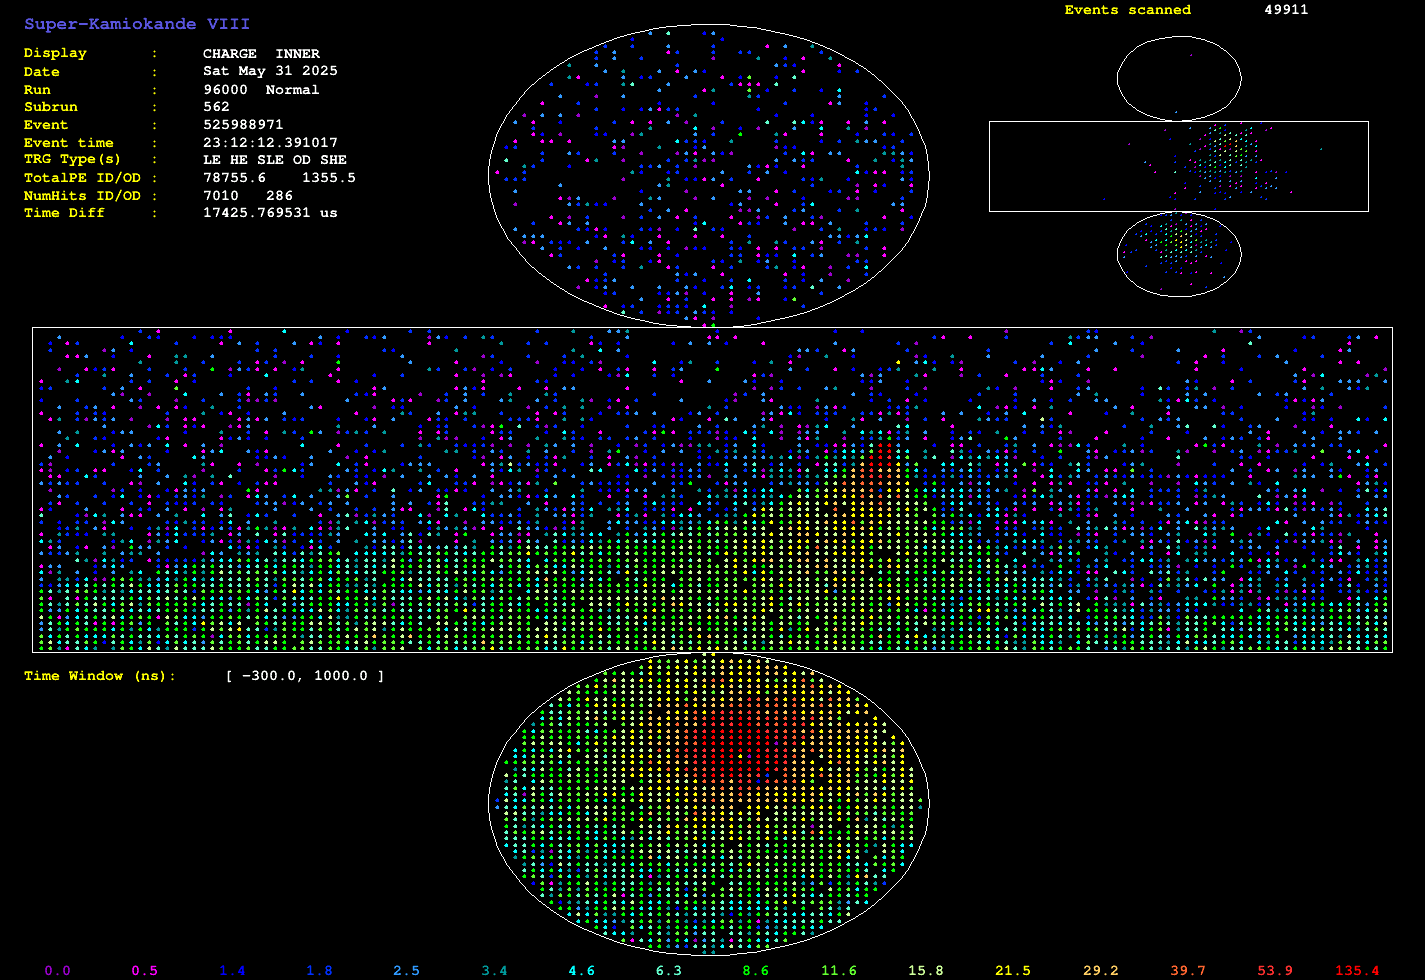 Super-Kamiokande VIII
Events scanned 49911
Display : CHARGE INNER
Date : Sat May 31 2025
Run : 96000 Normal
Subrun : 562
Event : 525988971
Event time : 23:12:12.391017
TRG Type(s) : LE HE SLE OD SHE
TotalPE ID/OD : 78755.6 1355.5
NumHits ID/OD : 7010 286
Time Diff : 17425.769531 us
Time Window (ns): [ -300.0, 1000.0 ]
0.0 0.5 1.4 1.8 2.5 3.4 4.6 6.3 8.6 11.6 15.8 21.5 29.2 39.7 53.9 135.4